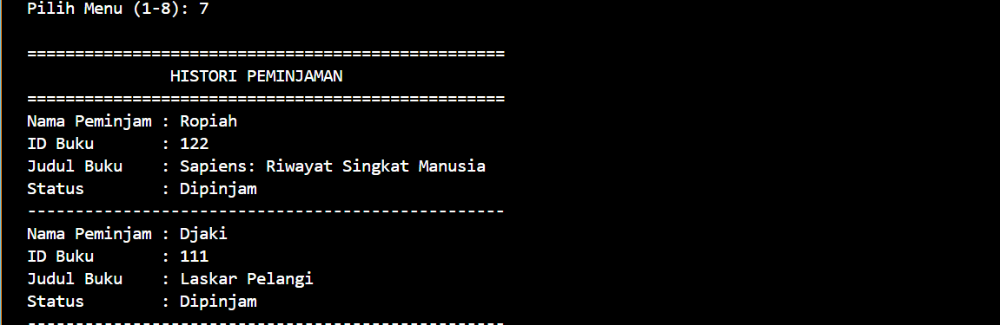 Pilih Menu (1-8): 7
==================================================
HISTORI PEMINJAMAN
==================================================
Nama Peminjam : Ropiah
ID Buku       : 122
Judul Buku    : Sapiens: Riwayat Singkat Manusia
Status        : Dipinjam
--------------------------------------------------
Nama Peminjam : Djaki
ID Buku       : 111
Judul Buku    : Laskar Pelangi
Status        : Dipinjam
--------------------------------------------------